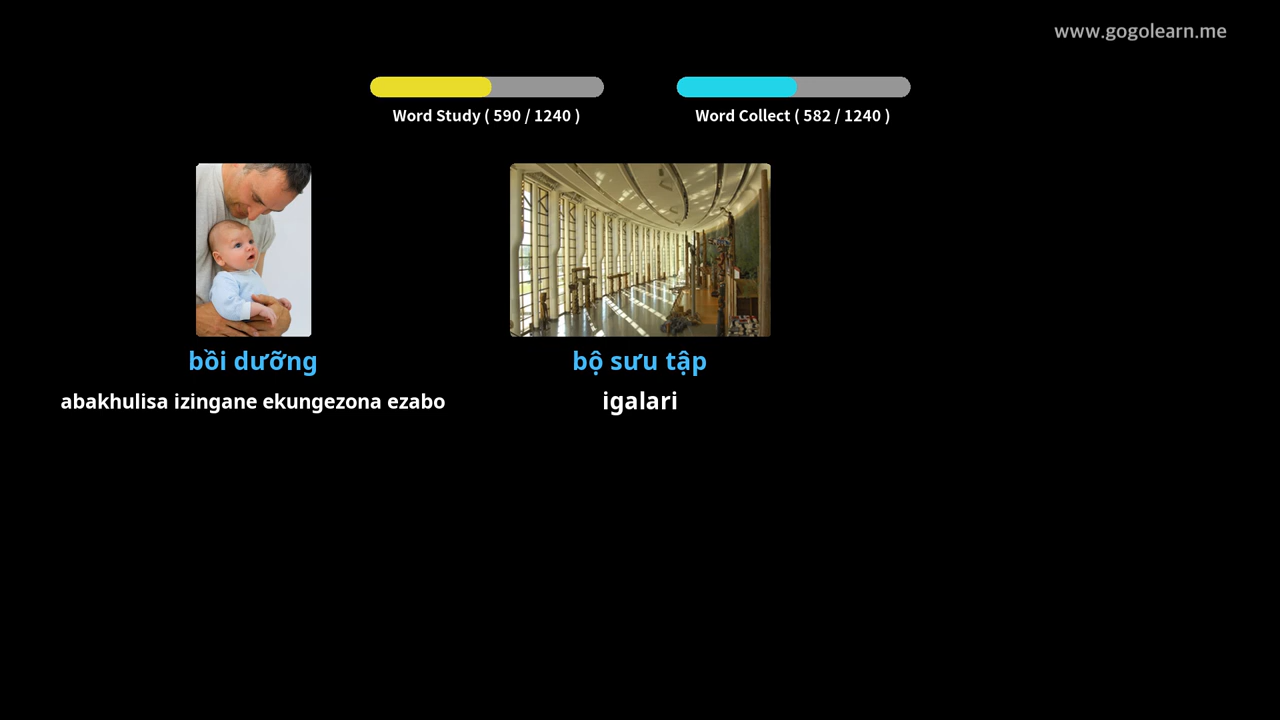 www.gogolearn.me
Word Study ( 590 / 1240 )
Word Collect ( 582 / 1240 )
bồi dưỡng
abakhulisa izingane ekungezona ezabo
bộ sưu tập
igalari